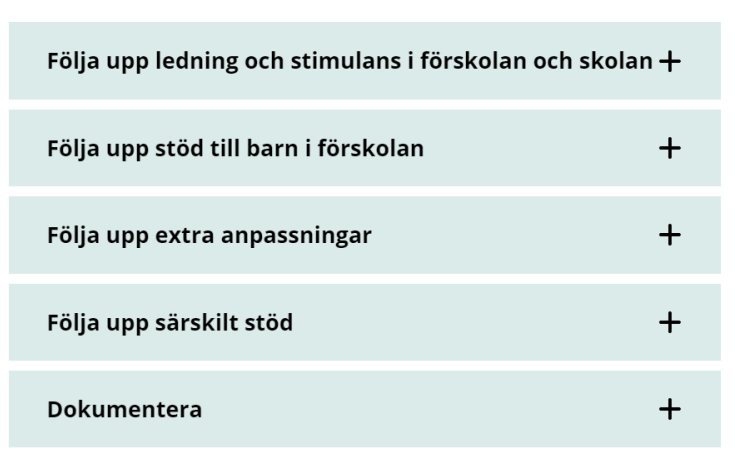 Följa upp ledning och stimulans i förskolan och skolan
Följa upp stöd till barn i förskolan
Följa upp extra anpassningar
Följa upp särskilt stöd
Dokumentera